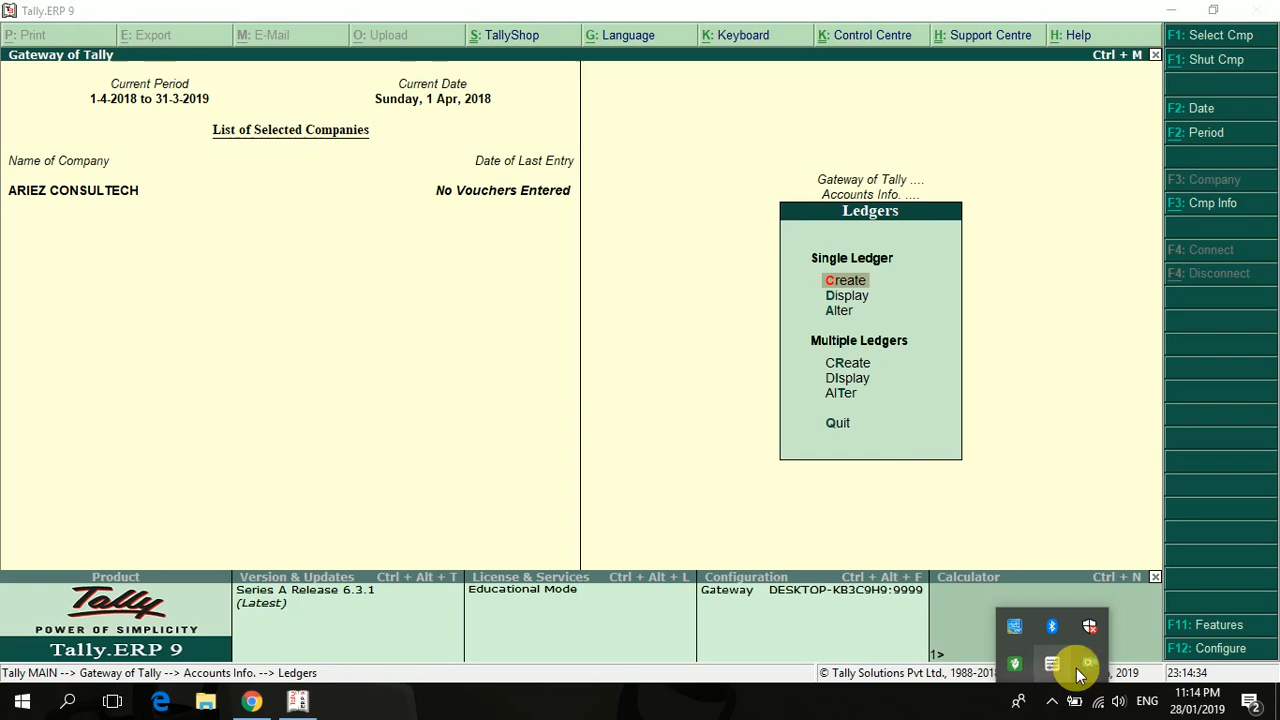 Tally.ERP 9
P: Print
E: Export
M: E-Mail
O: Upload
S: TallyShop
G: Language
K: Keyboard
K: Control Centre
H: Support Centre
H: Help
Gateway of Tally
Ctrl + M
Current Period
1-4-2018 to 31-3-2019
Current Date
Sunday, 1 Apr, 2018
List of Selected Companies
Name of Company
Date of Last Entry
ARIEZ CONSULTECH
No Vouchers Entered
Gateway of Tally ....
Accounts Info. ....
Ledgers
Single Ledger
Create
Display
Alter
Multiple Ledgers
CReate
DIsplay
AlTer
Quit
F1: Select Cmp
F1: Shut Cmp
F2: Date
F2: Period
F3: Company
F3: Cmp Info
F4: Connect
F4: Disconnect
F11: Features
F12: Configure
Product
Tally
POWER OF SIMPLICITY
Tally.ERP 9
Version & Updates
Ctrl + Alt + T
Series A Release 6.3.1
(Latest)
License & Services
Ctrl + Alt + L
Educational Mode
Configuration
Ctrl + Alt + F
Gateway
DESKTOP-KB3C9H9:9999
Calculator
Ctrl + N
1>
Tally MAIN --> Gateway of Tally --> Accounts Info. --> Ledgers
© Tally Solutions Pvt Ltd., 1988-201
, 2019
23:14:34
ENG
11:14 PM
28/01/2019
2